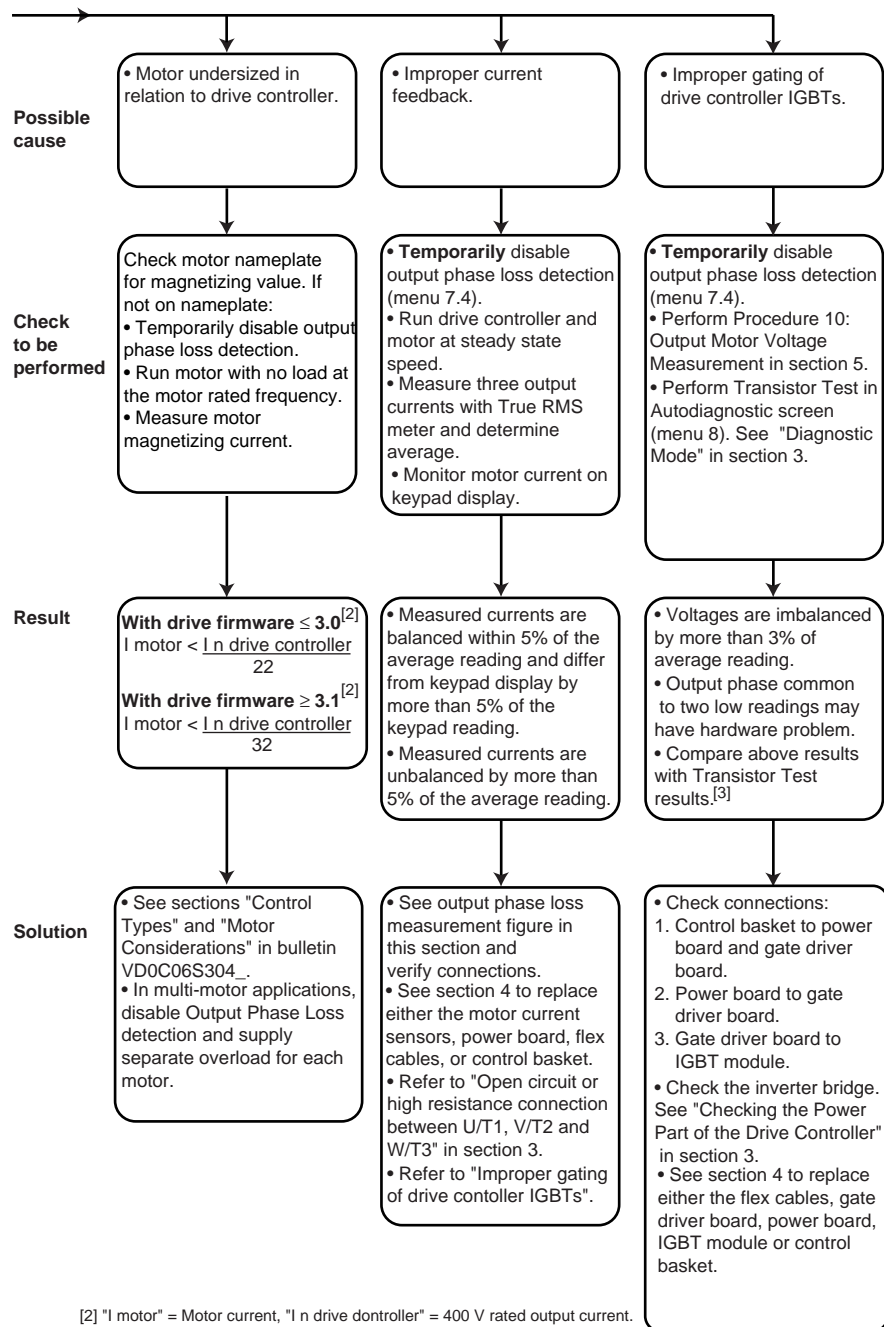 Possible
cause
• Motor undersized in
relation to drive controller.
• Improper current
feedback.
• Improper gating of
drive controller IGBTs.
Check
to be
performed
Check motor nameplate
for magnetizing value. If
not on nameplate:
• Temporarily disable output
phase loss detection.
• Run motor with no load at
the motor rated frequency.
• Measure motor
magnetizing current.
• Temporarily disable
output phase loss detection
(menu 7.4).
• Run drive controller and
motor at steady state
speed.
• Measure three output
currents with True RMS
meter and determine
average.
• Monitor motor current on
keypad display.
• Temporarily disable
output phase loss detection
(menu 7.4).
• Perform Procedure 10:
Output Motor Voltage
Measurement in section 5.
• Perform Transistor Test in
Autodiagnostic screen
(menu 8). See "Diagnostic
Mode" in section 3.
Result
With drive firmware ≤ 3.0[2]
I motor < I n drive controller
22
With drive firmware ≥ 3.1[2]
I motor < I n drive controller
32
• Measured currents are
balanced within 5% of the
average reading and differ
from keypad display by
more than 5% of the
keypad reading.
• Measured currents are
unbalanced by more than
5% of the average reading.
• Voltages are imbalanced
by more than 3% of
average reading.
• Output phase common
to two low readings may
have hardware problem.
• Compare above results
with Transistor Test
results.[3]
Solution
• See sections "Control
Types" and "Motor
Considerations" in bulletin
VD0C06S304_.
• In multi-motor applications,
disable Output Phase Loss
detection and supply
separate overload for each
motor.
• See output phase loss
measurement figure in
this section and
verify connections.
• See section 4 to replace
either the motor current
sensors, power board, flex
cables, or control basket.
• Refer to "Open circuit or
high resistance connection
between U/T1, V/T2 and
W/T3" in section 3.
• Refer to "Improper gating
of drive contoller IGBTs".
• Check connections:
1. Control basket to power
board and gate driver
board.
2. Power board to gate
driver board.
3. Gate driver board to
IGBT module.
• Check the inverter bridge.
See "Checking the Power
Part of the Drive Controller"
in section 3.
• See section 4 to replace
either the flex cables, gate
driver board, power board,
IGBT module or control
basket.
[2] "I motor" = Motor current, "I n drive dontroller" = 400 V rated output current.